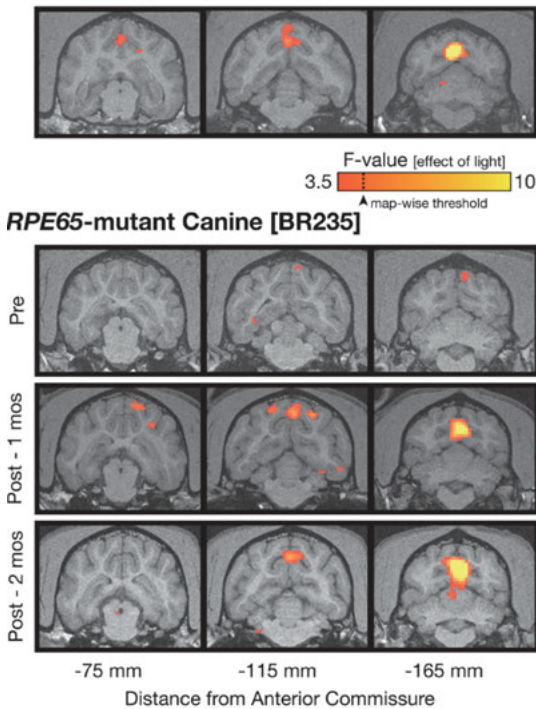 F-value [effect of light]
3.5 10
map-wise threshold
RPE65-mutant Canine [BR235]
Pre
Post - 1 mos
Post - 2 mos
-75 mm -115 mm -165 mm
Distance from Anterior Commissure